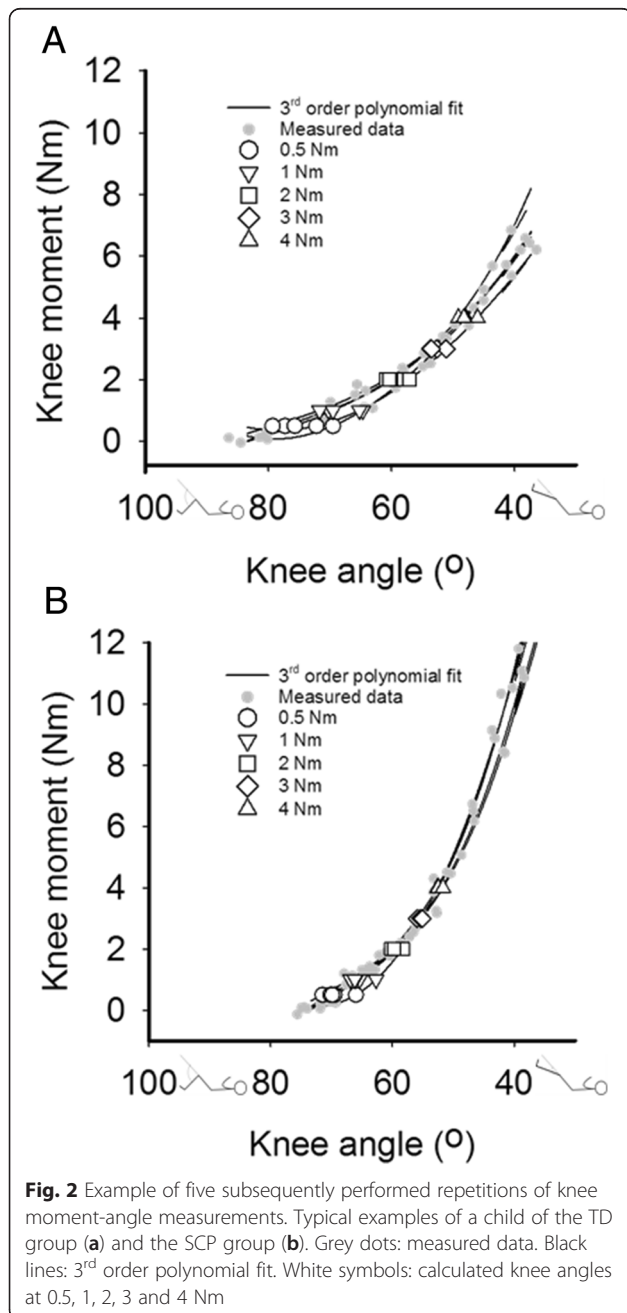 A
12
10
8
6
4
2
0
Knee moment (Nm)
3rd order polynomial fit
Measured data
0.5 Nm
1 Nm
2 Nm
3 Nm
4 Nm
100 80 60 40
Knee angle (O)
B
12
10
8
6
4
2
0
Knee moment (Nm)
3rd order polynomial fit
Measured data
0.5 Nm
1 Nm
2 Nm
3 Nm
4 Nm
100 80 60 40
Knee angle (O)
Fig. 2 Example of five subsequently performed repetitions of knee
moment-angle measurements. Typical examples of a child of the TD
group (a) and the SCP group (b). Grey dots: measured data. Black
lines: 3rd order polynomial fit. White symbols: calculated knee angles
at 0.5, 1, 2, 3 and 4 Nm